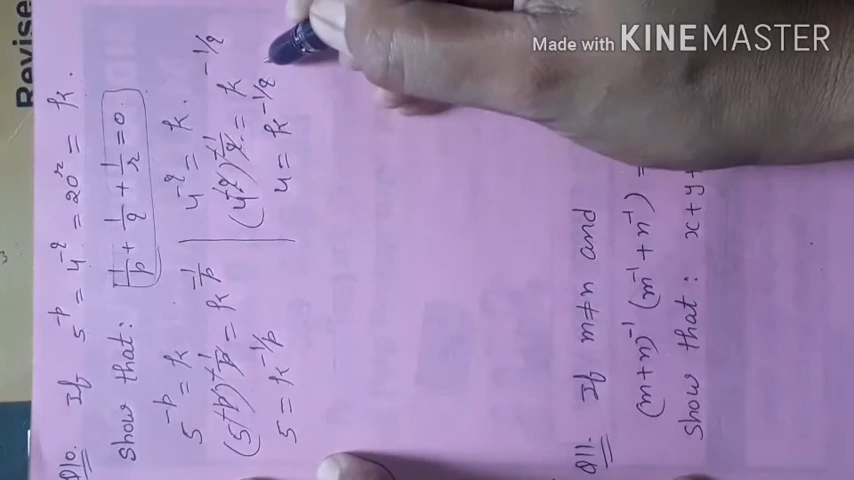 Revise
Made with KINEMASTER
Q10. If 5^-p = 4^-q = 20^r = k.
show that: 1/p + 1/q + 1/r = 0.
5^-p = k | 4^-q = k.
(5^-p)^-1/p = k^-1/p | (4^-q)^-1/q = k^-1/q
5 = k^-1/p | 4 = k^-1/q
Q11. If m≠n and
(m+n)^-1 (m^-1 + n^-1) =
show that: x+y+